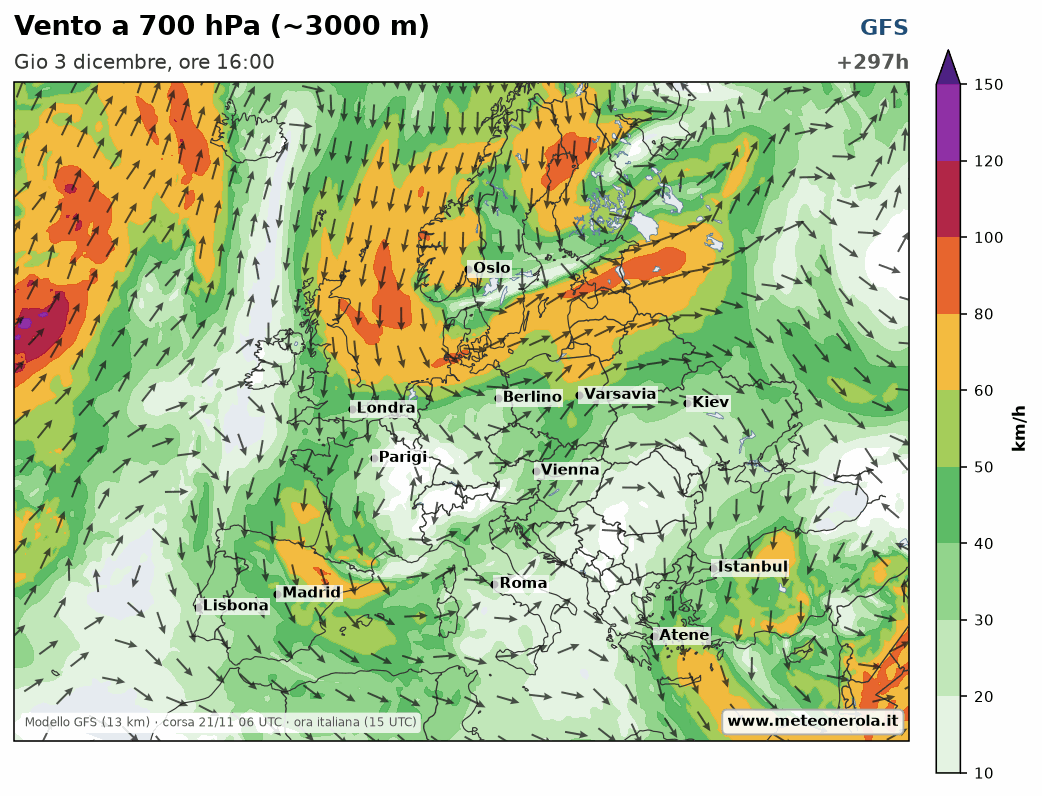 Vento a 700 hPa (~3000 m)
GFS
Gio 3 dicembre, ore 16:00
+297h
150
120
100
80
60
50
40
30
20
10
km/h
Oslo
Londra
Berlino
Varsavia
Kiev
Parigi
Vienna
Istanbul
Madrid
Roma
Lisbona
Atene
Modello GFS (13 km) · corsa 21/11 06 UTC · ora italiana (15 UTC)
www.meteonerola.it